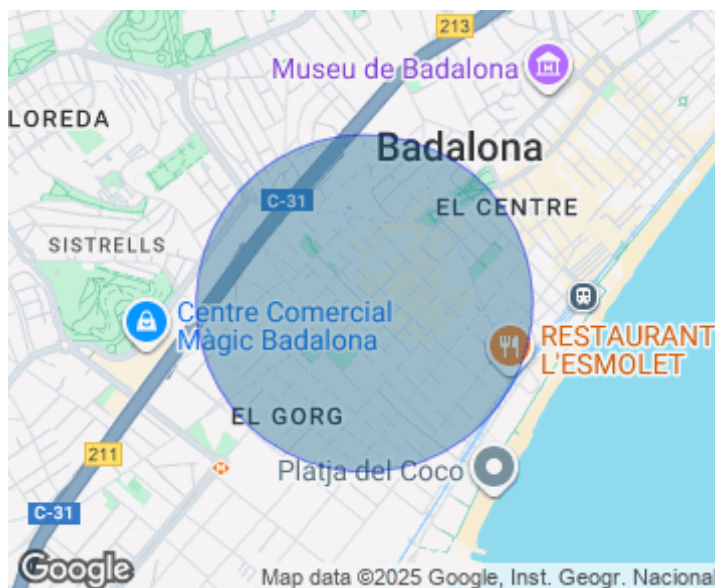 213
Museu de Badalona
LOREDA
Badalona
C-31
EL CENTRE
SISTRELLS
Centre Comercial
Màgic Badalona
RESTAURANT
L'ESMOLET
EL GORG
211
Platja del Coco
C-31
Google
Map data ©2025 Google, Inst. Geogr. Nacional